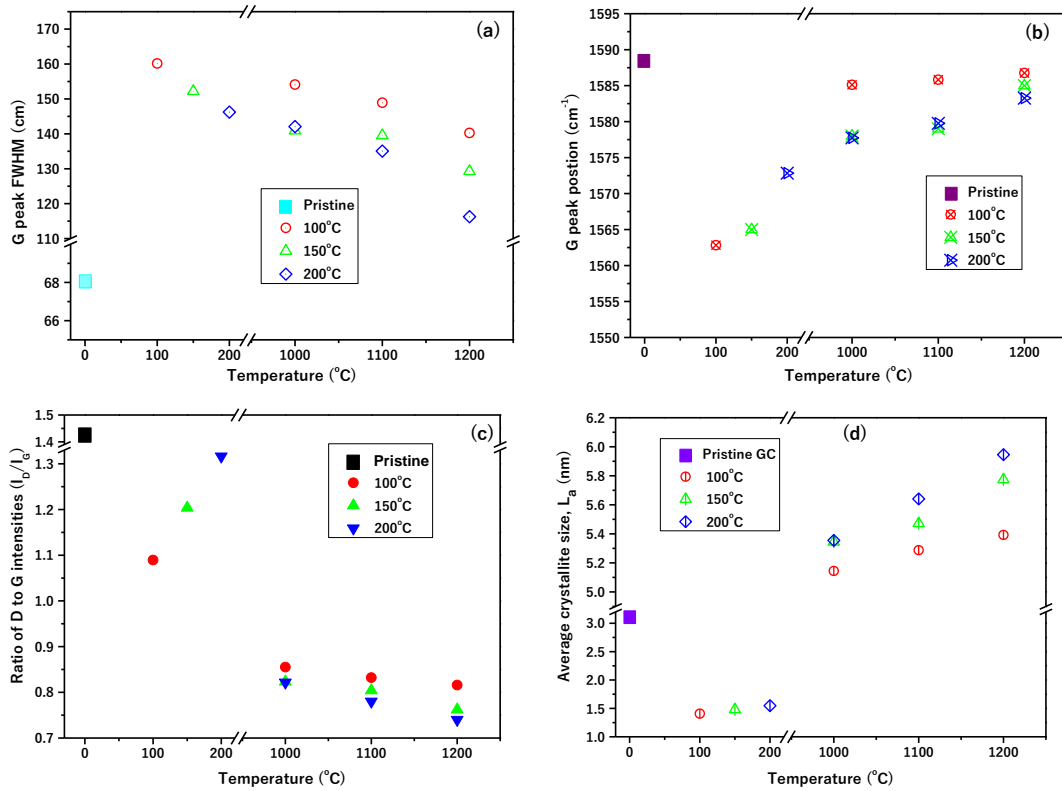 (a)
G peak FWHM (cm)
170
160
150
140
130
120
110
68
66
Pristine
100°C
150°C
200°C
0 100 200 1000 1100 1200
Temperature (°C)
(b)
G peak postion (cm⁻¹)
1595
1590
1585
1580
1575
1570
1565
1560
1555
1550
Pristine
100°C
150°C
200°C
0 100 200 1000 1100 1200
Temperature (°C)
(c)
Ratio of D to G intensities (I_D/I_G)
1.5
1.4
1.3
1.2
1.1
1.0
0.9
0.8
0.7
Pristine
100°C
150°C
200°C
0 100 200 1000 1100 1200
Temperature (°C)
(d)
Average crystallite size, L_a (nm)
6.2
6.0
5.8
5.6
5.4
5.2
5.0
3.0
2.5
2.0
1.5
1.0
Pristine GC
100°C
150°C
200°C
0 100 200 1000 1100 1200
Temperature (°C)